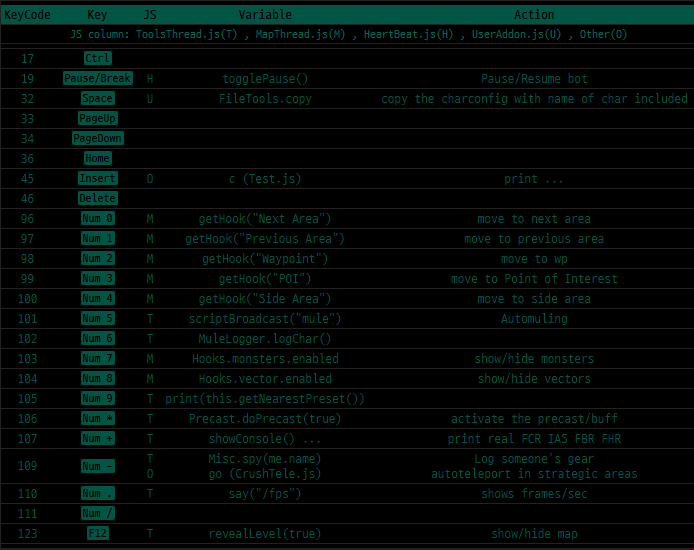 KeyCode Key JS Variable Action
JS column: ToolsThread.js(T) , MapThread.js(M) , HeartBeat.js(H) , UserAddon.js(U) , Other(O)
17 Ctrl
19 Pause/Break H togglePause() Pause/Resume bot
32 Space U FileTools.copy copy the charconfig with name of char included
33 PageUp
34 PageDown
36 Home
45 Insert O c (Test.js) print ...
46 Delete
96 Num 0 M getHook("Next Area") move to next area
97 Num 1 M getHook("Previous Area") move to previous area
98 Num 2 M getHook("Waypoint") move to wp
99 Num 3 M getHook("POI") move to Point of Interest
100 Num 4 M getHook("Side Area") move to side area
101 Num 5 T scriptBroadcast("mule") Automuling
102 Num 6 T MuleLogger.logChar()
103 Num 7 M Hooks.monsters.enabled show/hide monsters
104 Num 8 M Hooks.vector.enabled show/hide vectors
105 Num 9 T print(this.getNearestPreset())
106 Num * T Precast.doPrecast(true) activate the precast/buff
107 Num + T showConsole() ... print real FCR IAS FBR FHR
109 Num - T Misc.spy(me.name) Log someone's gear
O go (CrushTele.js) autoteleport in strategic areas
110 Num . T say("/fps") shows frames/sec
111 Num /
123 F12 T revealLevel(true) show/hide map